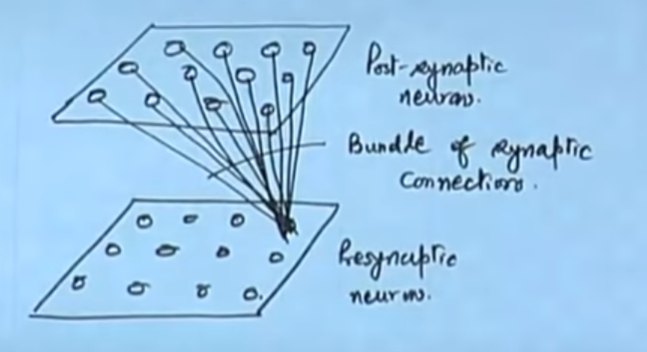 Post-synaptic
neurons.
Bundle of synaptic
Connections.
Presynaptic
neurons.